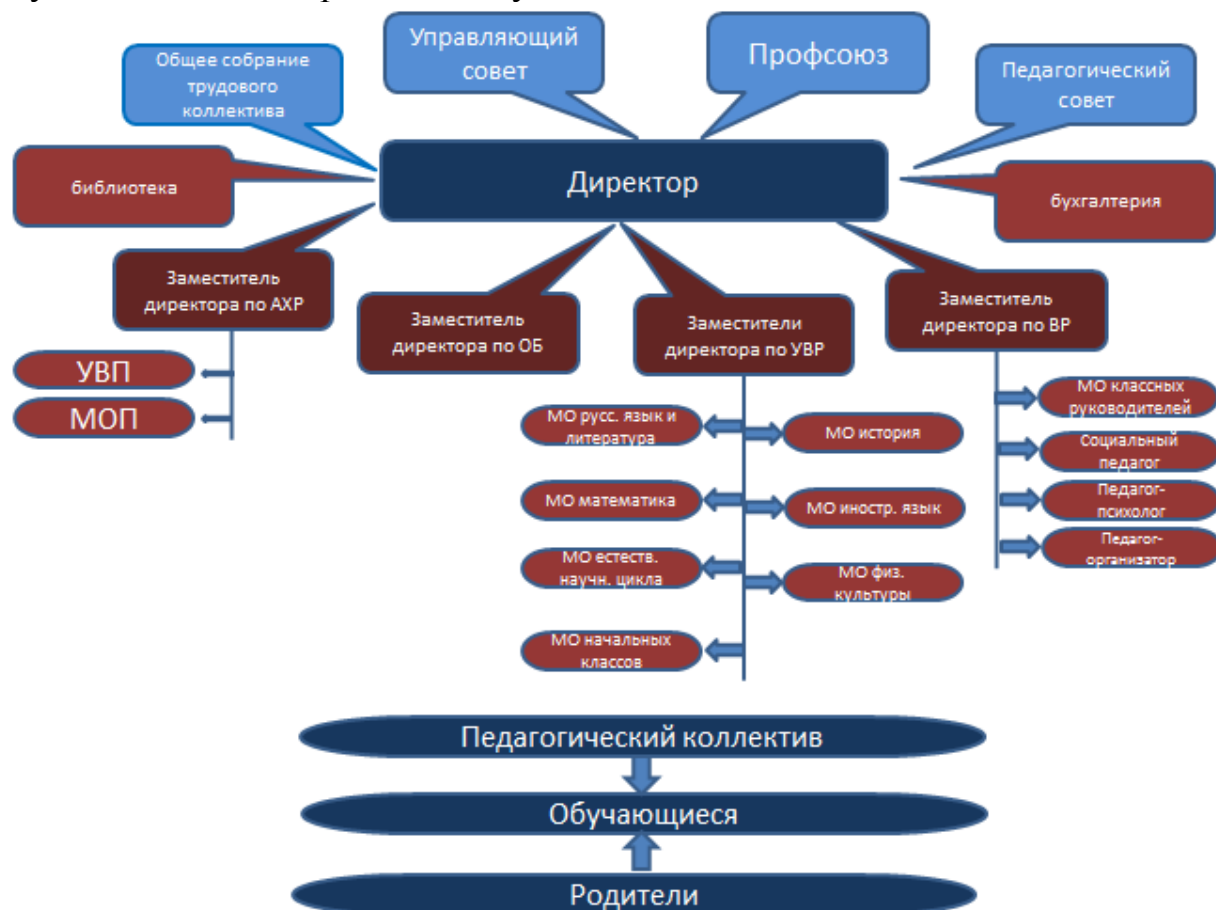 Управляющий
совет
Профсоюз
Общее собрание
трудового
коллектива
Педагогический
совет
Директор
библиотека
бухгалтерия
Заместитель
директора по АХР
Заместитель
директора по ОБ
Заместители
директора по УВР
Заместитель
директора по ВР
УВП
МОП
МО русс. язык и
литература
МО история
МО математика
МО иностр. язык
МО естеств.
научн. цикла
МО физ.
культуры
МО начальных
классов
МО классных
руководителей
Социальный
педагог
Педагог-
психолог
Педагог-
организатор
Педагогический коллектив
Обучающиеся
Родители